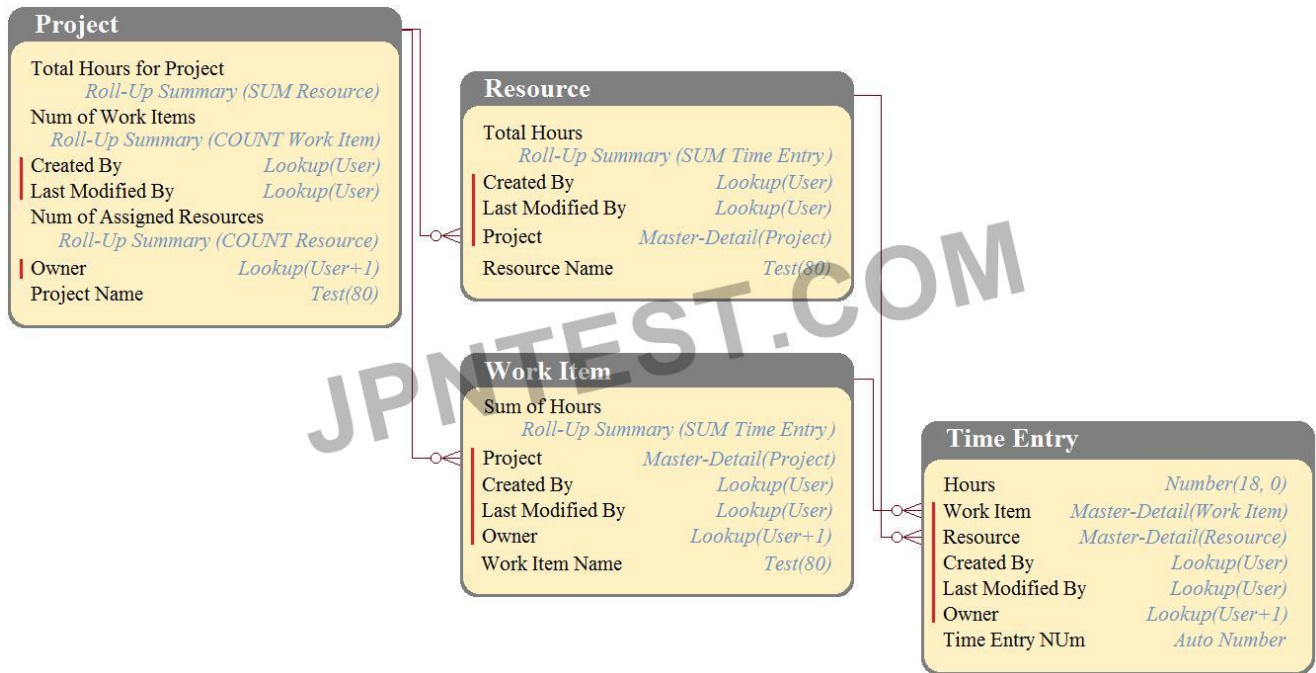 Project
Total Hours for Project
Roll-Up Summary (SUM Resource)
Num of Work Items
Roll-Up Summary (COUNT Work Item)
Created By Lookup(User)
Last Modified By Lookup(User)
Num of Assigned Resources
Roll-Up Summary (COUNT Resource)
Owner Lookup(User+1)
Project Name Test(80)
Resource
Total Hours
Roll-Up Summary (SUM Time Entry)
Created By Lookup(User)
Last Modified By Lookup(User)
Project Master-Detail(Project)
Resource Name Test(80)
JPNTEST.COM
Work Item
Sum of Hours
Roll-Up Summary (SUM Time Entry)
Project Master-Detail(Project)
Created By Lookup(User)
Last Modified By Lookup(User)
Owner Lookup(User+1)
Work Item Name Test(80)
Time Entry
Hours Number(18, 0)
Work Item Master-Detail(Work Item)
Resource Master-Detail(Resource)
Created By Lookup(User)
Last Modified By Lookup(User)
Owner Lookup(User+1)
Time Entry NUm Auto Number